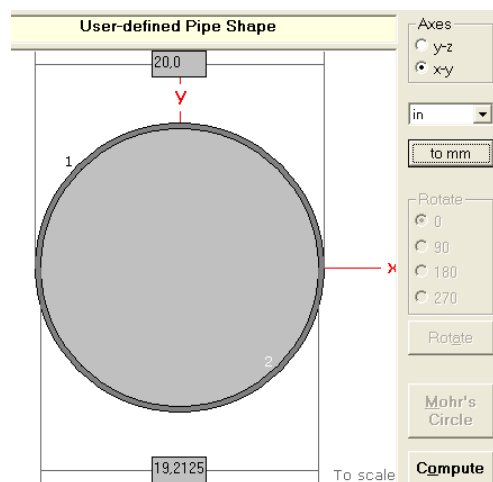 User-defined Pipe Shape
20,0
y
1
x
2
19,2125
To scale
Axes
y-z
x-y
in
to mm
Rotate
0
90
180
270
Rotate
Mohr's
Circle
Compute